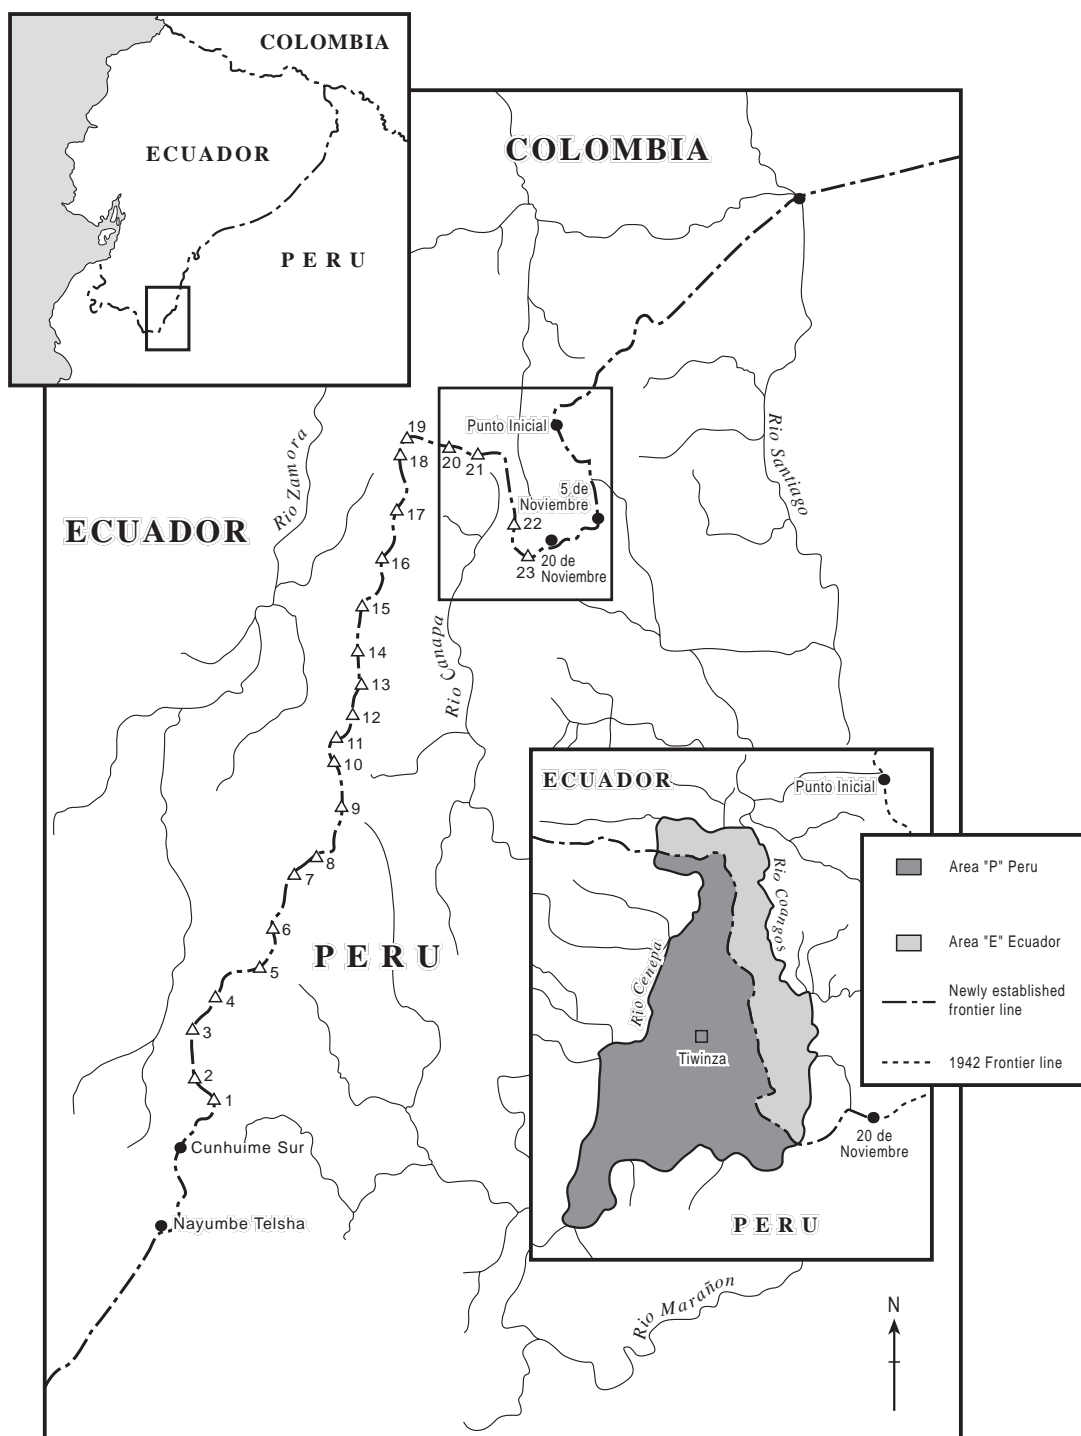 COLOMBIA
ECUADOR
PERU
COLOMBIA
Rio Zamora
ECUADOR
19
18
20
21
Punto Inicial
5 de
Noviembre
Rio Santiago
17
22
16
23
20 de
Noviembre
15
14
Rio Canapa
13
12
11
10
9
8
7
6
PERU
5
4
3
2
1
Cunhuime Sur
Nayumbe Telsha
ECUADOR
Punto Inicial
Rio Coangos
Rio Cenepa
Tiwinza
20 de
Noviembre
PERU
Area "P" Peru
Area "E" Ecuador
Newly established
frontier line
1942 Frontier line
Rio Marañon
N